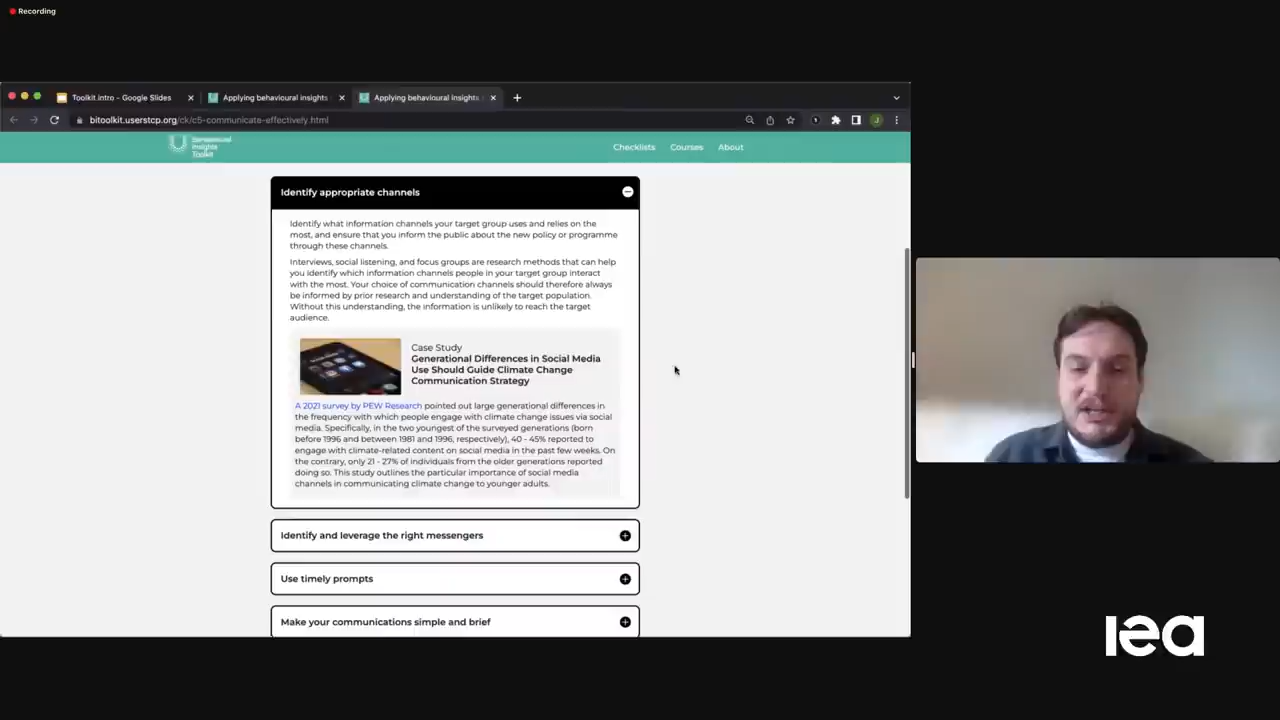 Recording
Toolkit.intro - Google Slides
Applying behavioural insights
Applying behavioural insights
bitoolkit.userstcp.org/ck/c5-communicate-effectively.html
J
Behavioural
Insights
Toolkit
Checklists Courses About
Identify appropriate channels
Identify what information channels your target group uses and relies on the
most, and ensure that you inform the public about the new policy or programme
through these channels.
Interviews, social listening, and focus groups are research methods that can help
you identify which information channels people in your target group interact
with the most. Your choice of communication channels should therefore always
be informed by prior research and understanding of the target population.
Without this understanding, the information is unlikely to reach the target
audience.
Case Study
Generational Differences in Social Media
Use Should Guide Climate Change
Communication Strategy
A 2021 survey by PEW Research pointed out large generational differences in
the frequency with which people engage with climate change issues via social
media. Specifically, in the two youngest of the surveyed generations (born
before 1996 and between 1981 and 1996, respectively), 40 - 45% reported to
engage with climate-related content on social media in the past few weeks. On
the contrary, only 21 - 27% of individuals from the older generations reported
doing so. This study outlines the particular importance of social media
channels in communicating climate change to younger adults.
Identify and leverage the right messengers
Use timely prompts
Make your communications simple and brief
iea